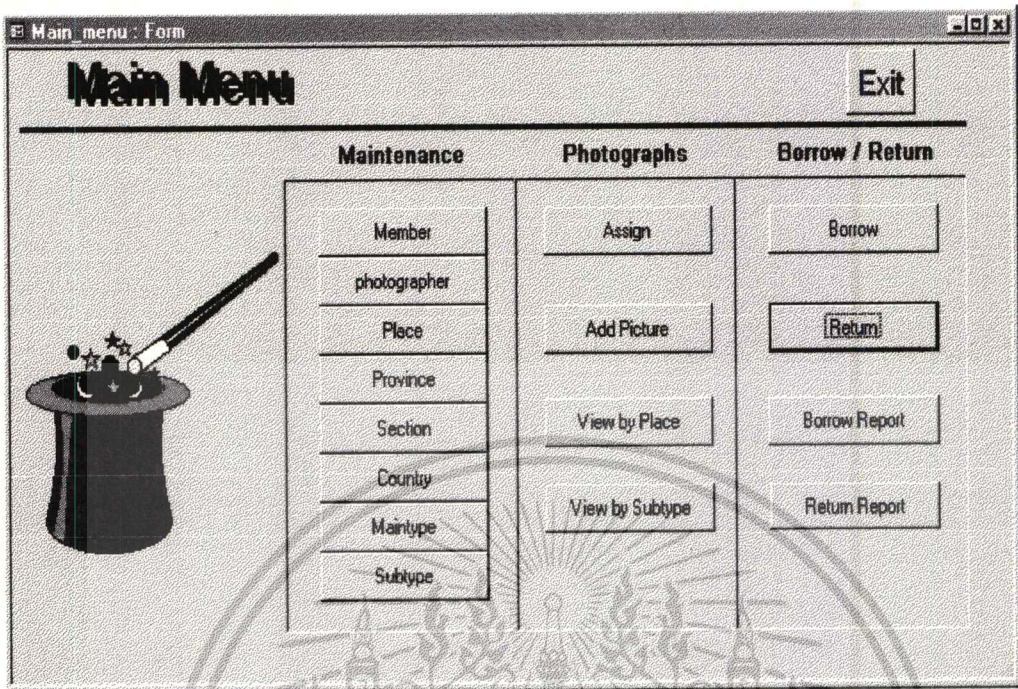 Main_menu : Form
Main Menu
Exit
Maintenance
Photographs
Borrow / Return
Member
photographer
Place
Province
Section
Country
Maintype
Subtype
Assign
Add Picture
View by Place
View by Subtype
Borrow
Return
Borrow Report
Return Report